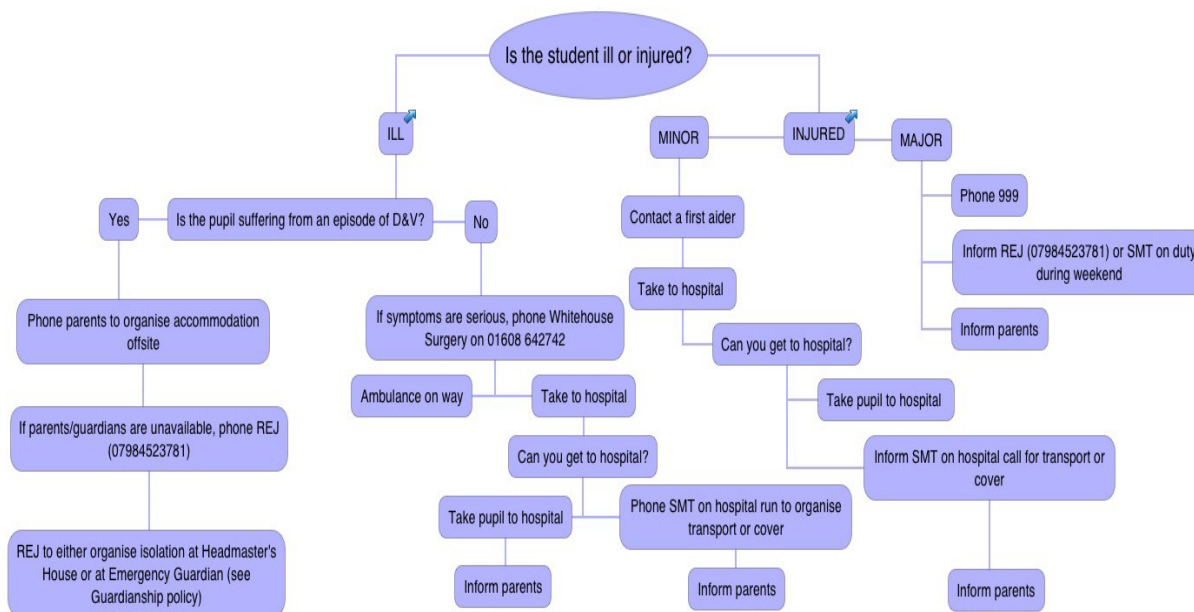 Is the student ill or injured?
ILL
MINOR
INJURED
MAJOR
Yes
Is the pupil suffering from an episode of D&V?
No
Contact a first aider
Phone 999
Inform REJ (07984523781) or SMT on duty
during weekend
Take to hospital
Phone parents to organise accommodation
offsite
If symptoms are serious, phone Whitehouse
Surgery on 01608 642742
Can you get to hospital?
Inform parents
Ambulance on way
Take to hospital
Take pupil to hospital
If parents/guardians are unavailable, phone REJ
(07984523781)
Can you get to hospital?
Inform SMT on hospital call for transport or
cover
Take pupil to hospital
Phone SMT on hospital run to organise
transport or cover
REJ to either organise isolation at Headmaster's
House or at Emergency Guardian (see
Guardianship policy)
Inform parents
Inform parents
Inform parents